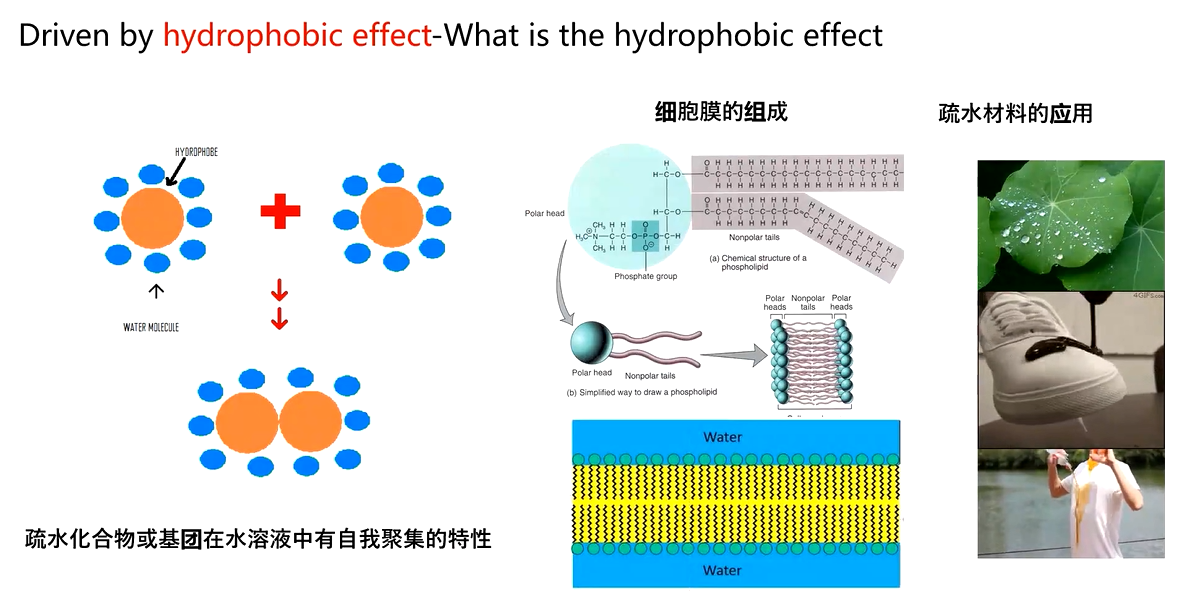 Driven by hydrophobic effect-What is the hydrophobic effect
细胞膜的组成
疏水材料的应用
HYDROPHOBE
WATER MOLECULE
疏水化合物或基团在水溶液中有自我聚集的特性
Polar head
Nonpolar tails
Phosphate group
(a) Chemical structure of a
phospholipid
Polar head
Nonpolar tails
(b) Simplified way to draw a phospholipid
Polar
heads
Nonpolar
tails
Polar
heads
Water
Water
4GIFS.com